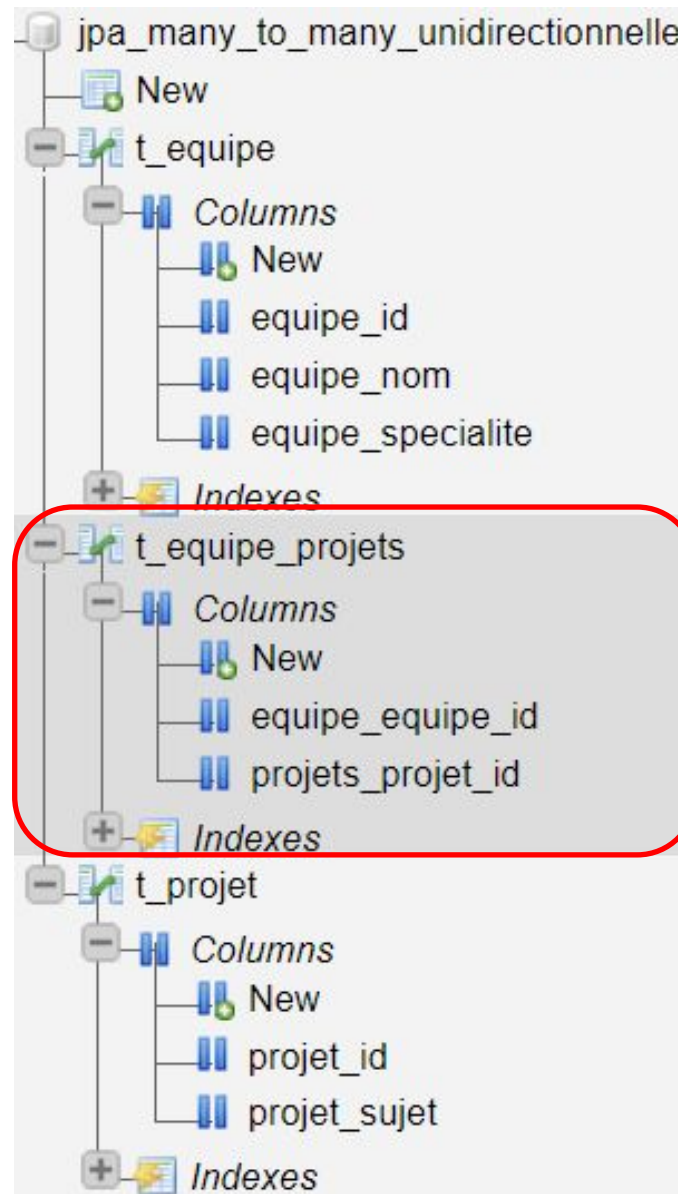 jpa_many_to_many_unidirectionnelle
New
t_equipe
Columns
New
equipe_id
equipe_nom
equipe_specialite
Indexes
t_equipe_projets
Columns
New
equipe_equipe_id
projets_projet_id
Indexes
t_projet
Columns
New
projet_id
projet_sujet
Indexes